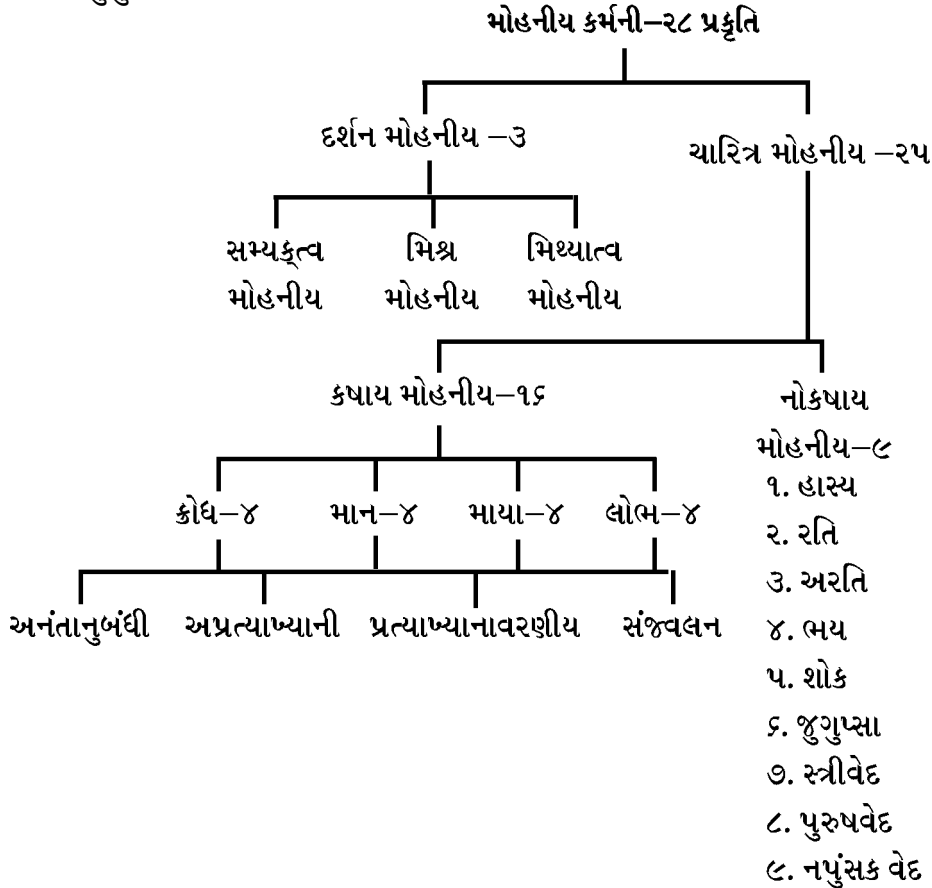 મોહનીય કર્મની–૨૮ પ્રકૃતિ
દર્શન મોહનીય –૩
ચારિત્ર મોહનીય –૨૫
સમ્યક્ત્વ મોહનીય
મિશ્ર મોહનીય
મિથ્યાત્વ મોહનીય
કષાય મોહનીય–૧૬
નોકષાય
મોહનીય–૯
ક્રોધ–૪ માન–૪ માયા–૪ લોભ–૪
અનંતાનુબંધી અપ્રત્યાખ્યાની પ્રત્યાખ્યાનાવરણીય સંજ્વલન
૧. હાસ્ય
૨. રતિ
૩. અરતિ
૪. ભય
૫. શોક
૬. જુગુપ્સા
૭. સ્ત્રીવેદ
૮. પુરુષવેદ
૯. નપુંસક વેદ